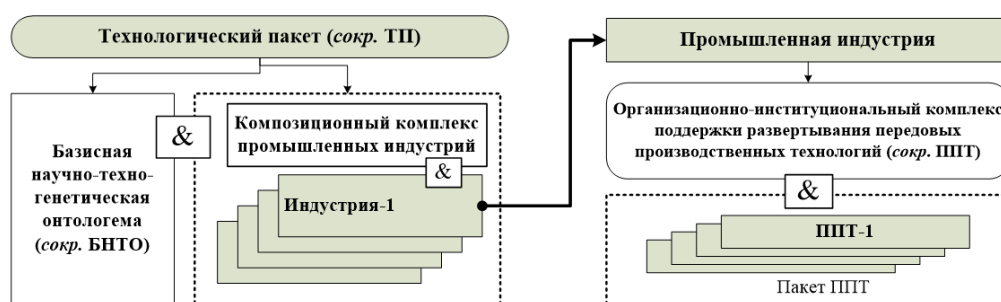 Технологический пакет (сокр. ТП)
Базисная
научно-техно-
генетическая
онтологема
(сокр. БНТО)
&
Композиционный комплекс
промышленных индустрий
&
Индустрия-1
Промышленная индустрия
Организационно-институциональный комплекс
поддержки развертывания передовых
производственных технологий (сокр. ППТ)
&
ППТ-1
Пакет ППТ